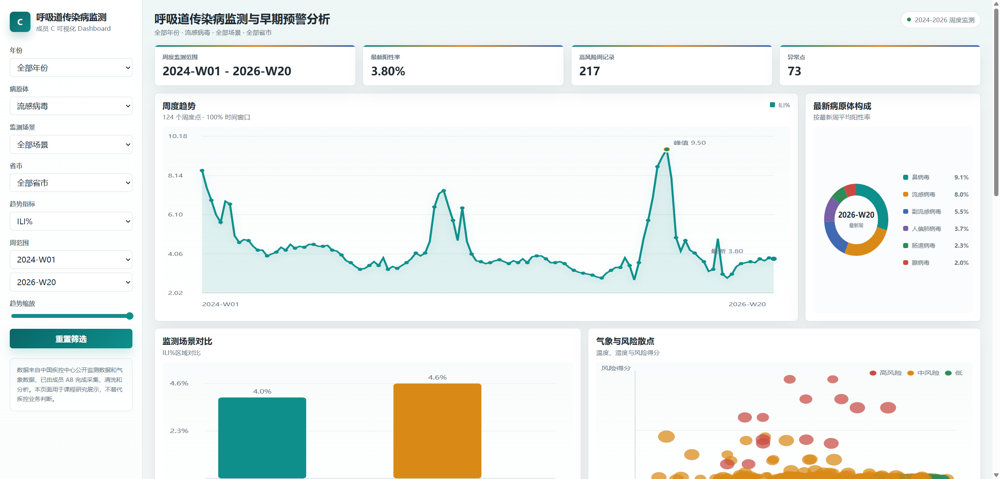 C
呼吸道传染病监测
成员 C 可视化 Dashboard
年份
全部年份
病原体
流感病毒
监测场景
全部场景
省市
全部省市
趋势指标
ILI%
周范围
2024-W01
2026-W20
趋势缩放
重置筛选
数据来自中国疾控中心公开监测数据和气
象数据，已由成员 AB 完成采集、清洗和
分析。本页面用于课程研究展示，不替代
疾控业务判断。
呼吸道传染病监测与早期预警分析
全部年份 · 流感病毒 · 全部场景 · 全部省市
2024-2026 周度监测
周度监测范围
2024-W01 - 2026-W20
最新阳性率
3.80%
高风险周记录
217
异常点
73
周度趋势
124 个周度点 · 100% 时间窗口
ILI%
10.18
8.14
6.10
4.06
2.02
峰值 9.50
最新 3.80
2024-W01
2026-W20
最新病原体构成
按最新周平均阳性率
2026-W20
最新周
鼻病毒 9.1%
流感病毒 8.0%
副流感病毒 5.5%
人偏肺病毒 3.7%
肠道病毒 2.3%
腺病毒 2.0%
监测场景对比
ILI%区域对比
4.6%
2.3%
4.0%
4.6%
气象与风险散点
温度、湿度与风险得分
风险得分
高风险 中风险 低